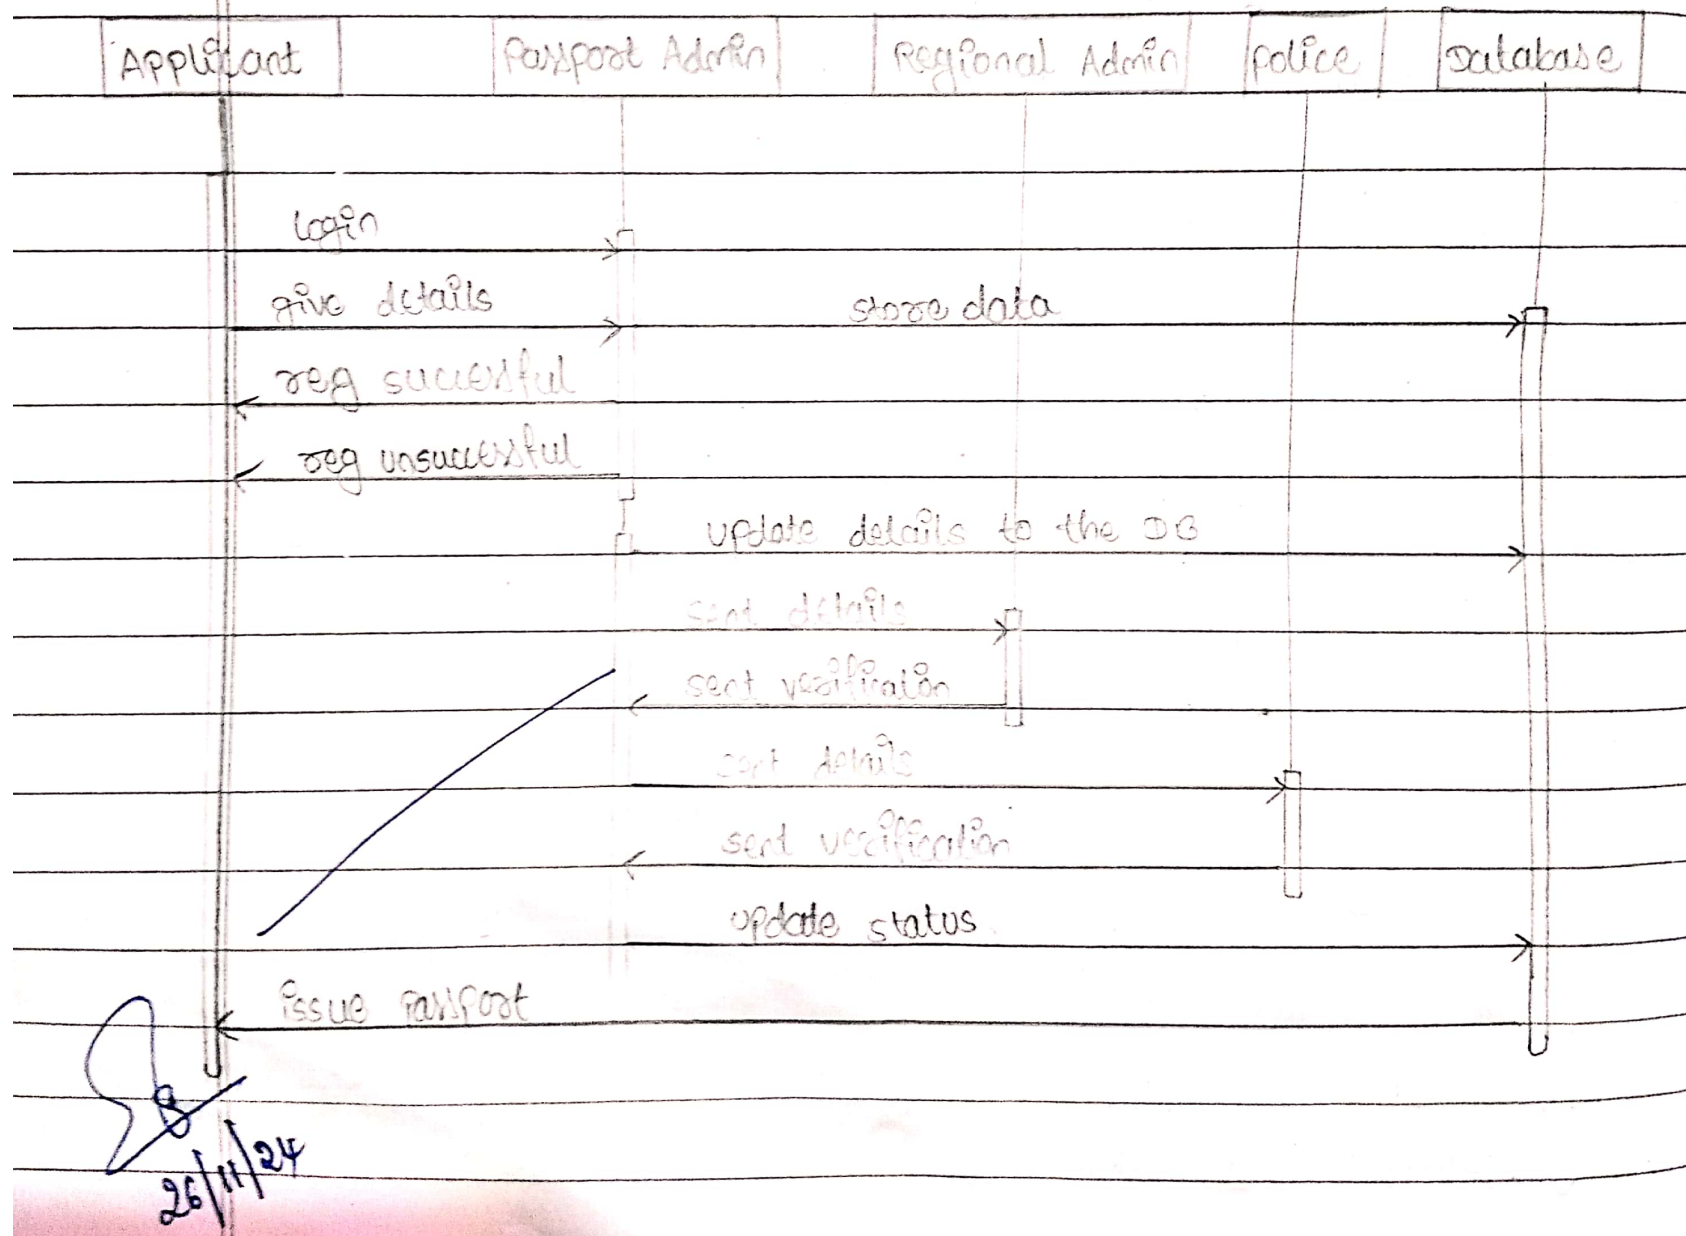 Applicant Passport Admin Regional Admin police Database
login
give details store data
reg successful
reg unsuccessful
update details to the DB
sent details
sent verificaton
sent details
sent verification
update status
issue passport
26/11/24